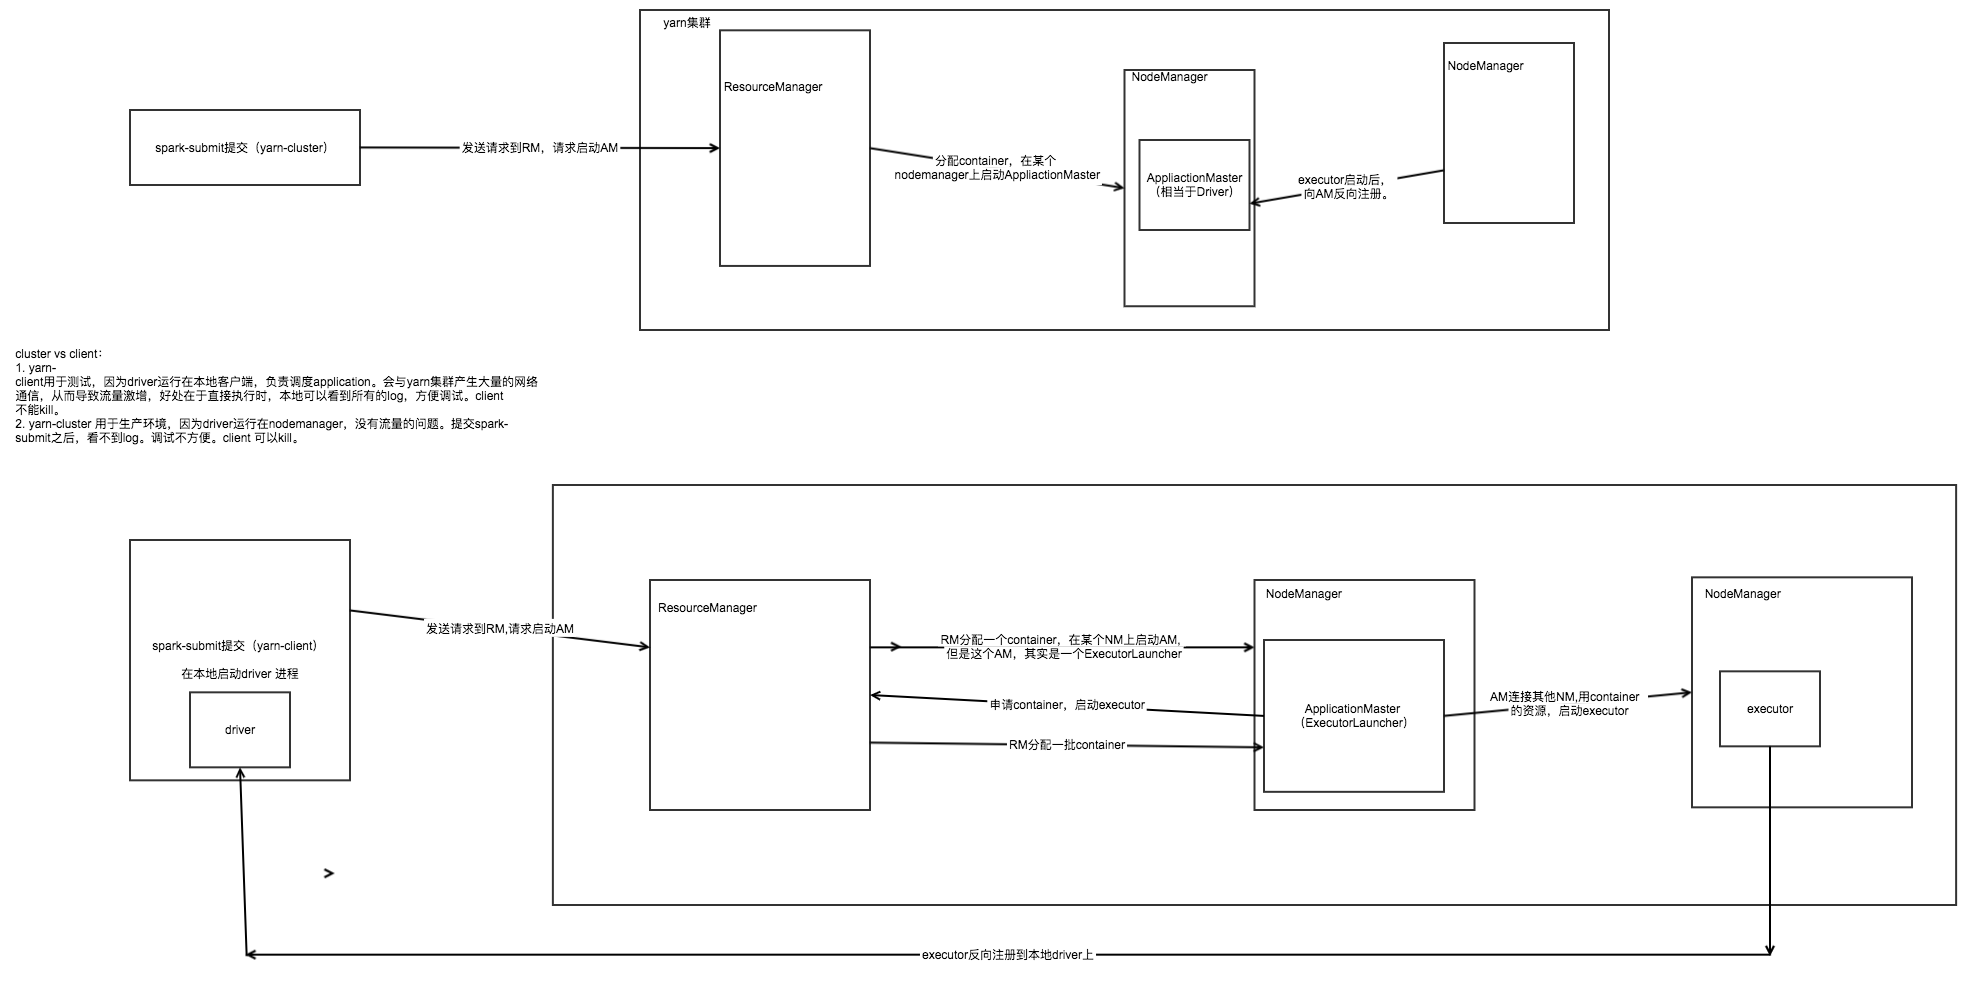 yarn集群
ResourceManager
NodeManager
NodeManager
spark-submit提交（yarn-cluster）
发送请求到RM，请求启动AM
分配container，在某个
nodemanager上启动AppliactionMaster
AppliactionMaster
（相当于Driver）
executor启动后，
向AM反向注册。
cluster vs client：
1. yarn-
client用于测试，因为driver运行在本地客户端，负责调度application。会与yarn集群产生大量的网络
通信，从而导致流量激增，好处在于直接执行时，本地可以看到所有的log，方便调试。client
不能kill。
2. yarn-cluster 用于生产环境，因为driver运行在nodemanager，没有流量的问题。提交spark-
submit之后，看不到log。调试不方便。client 可以kill。
spark-submit提交（yarn-client）
在本地启动driver 进程
driver
发送请求到RM,请求启动AM
ResourceManager
RM分配一个container，在某个NM上启动AM,
但是这个AM，其实是一个ExecutorLauncher
申请container，启动executor
RM分配一批container
NodeManager
ApplicationMaster
（ExecutorLauncher）
AM连接其他NM,用container
的资源，启动executor
NodeManager
executor
executor反向注册到本地driver上